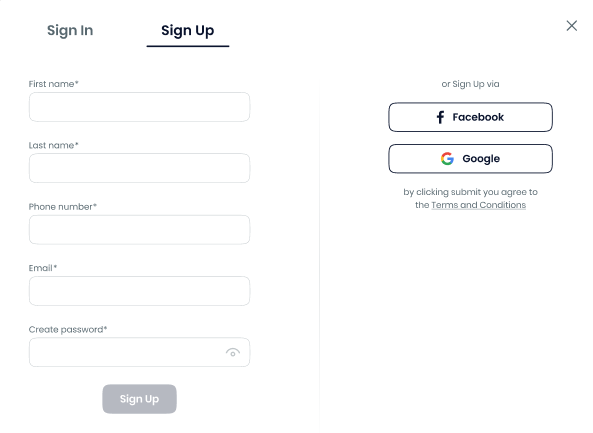 Sign In
Sign Up
First name*
Last name*
Phone number*
Email*
Create password*
Sign Up
or Sign Up via
Facebook
Google
by clicking submit you agree to
the Terms and Conditions